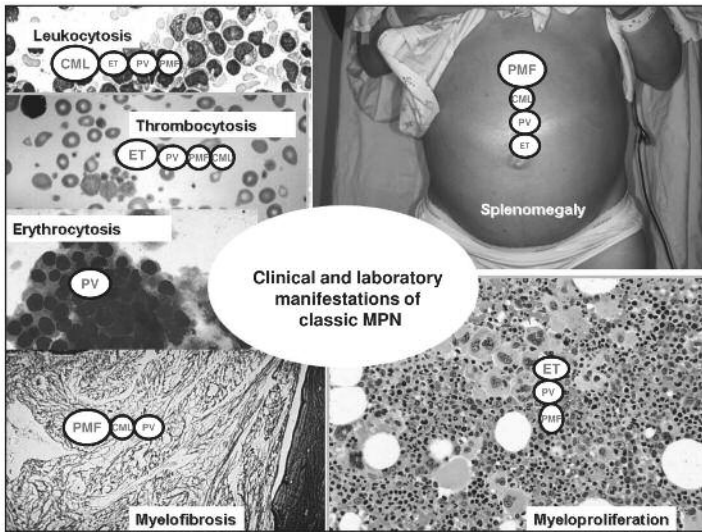 Leukocytosis
CML ET PV PMF
Thrombocytosis
ET PV PMF CML
Erythrocytosis
PV
PMF CML PV
Myelofibrosis
Clinical and laboratory
manifestations of
classic MPN
PMF
CML
PV
ET
Splenomegaly
ET
PV
PMF
Myeloproliferation